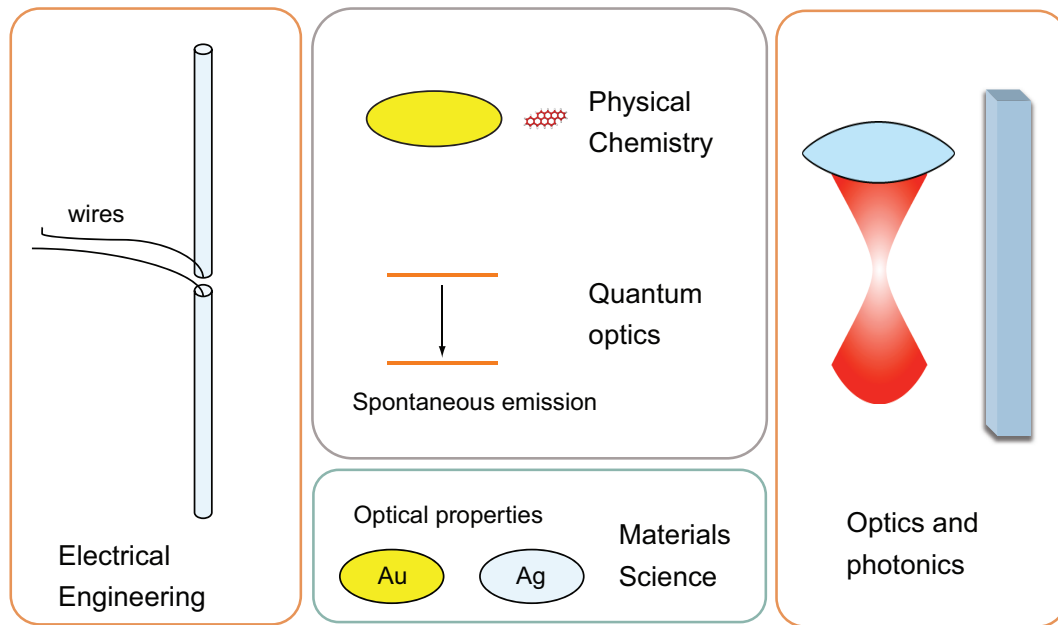 wires
Electrical
Engineering
Physical
Chemistry
Quantum
optics
Spontaneous emission
Optical properties
Au
Ag
Materials
Science
Optics and
photonics